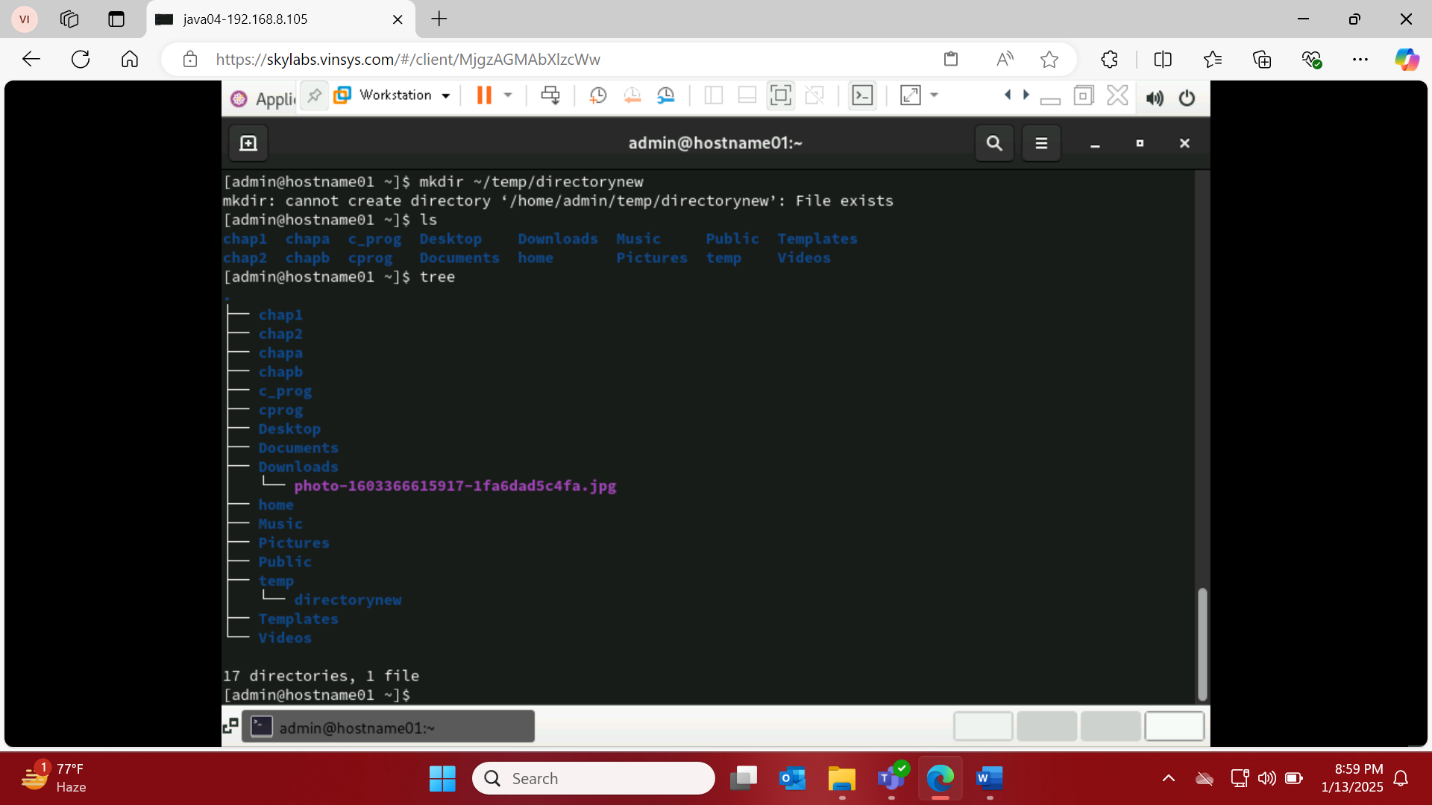 VI
java04-192.168.8.105
https://skylabs.vinsys.com/#/client/MjgzAGMAbXlzcWw
Appli
Workstation
admin@hostname01:~
[admin@hostname01 ~]$ mkdir ~/temp/directorynew
mkdir: cannot create directory ‘/home/admin/temp/directorynew’: File exists
[admin@hostname01 ~]$ ls
chap1 chapa c_prog Desktop Downloads Music Public Templates
chap2 chapb cprog Documents home Pictures temp Videos
[admin@hostname01 ~]$ tree
.
├── chap1
├── chap2
├── chapa
├── chapb
├── c_prog
├── cprog
├── Desktop
├── Documents
├── Downloads
│   └── photo-1603366615917-1fa6dad5c4fa.jpg
├── home
├── Music
├── Pictures
├── Public
├── temp
│   └── directorynew
├── Templates
└── Videos
17 directories, 1 file
[admin@hostname01 ~]$
admin@hostname01:~
1
77°F
Haze
Search
8:59 PM
1/13/2025